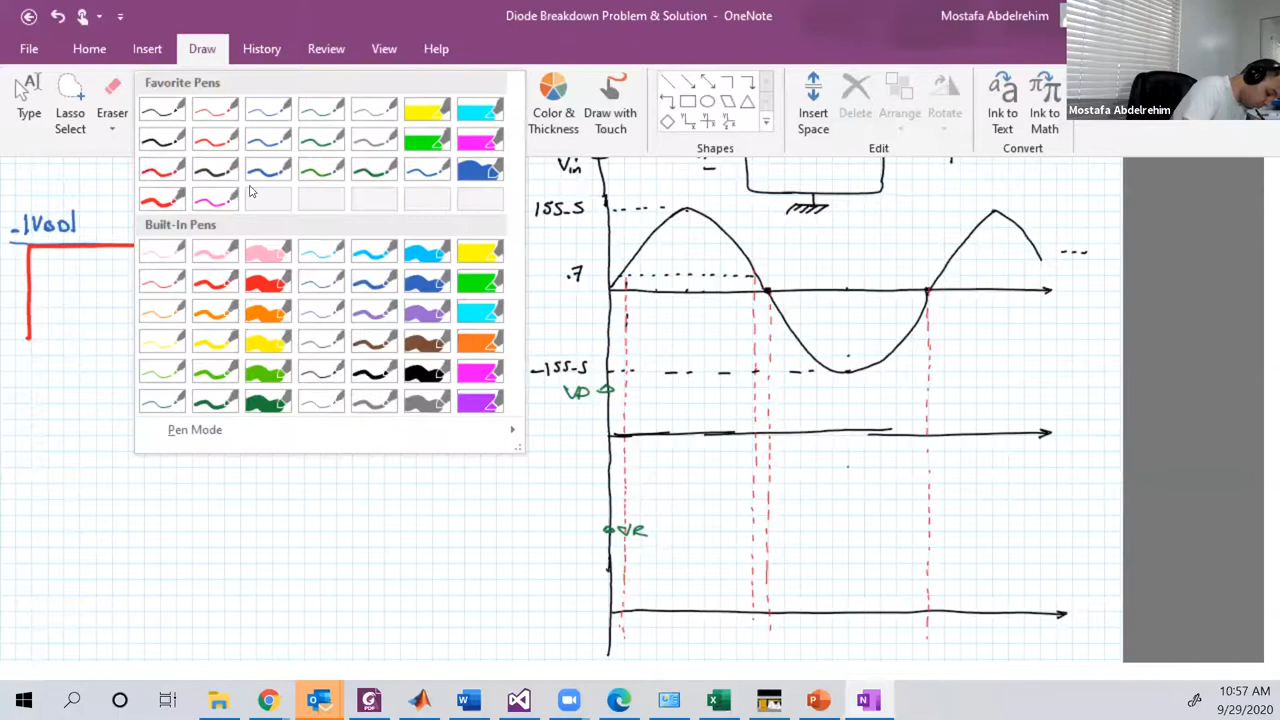 Diode Breakdown Problem & Solution - OneNote
Mostafa Abdelrehim
File Home Insert Draw History Review View Help
Type
Lasso Select
Eraser
Favorite Pens
Built-In Pens
Pen Mode
Color & Thickness
Draw with Touch
Shapes
Insert Space
Delete
Arrange
Rotate
Edit
Ink to Text
Ink to Math
Convert
Mostafa Abdelrehim
Vin
155.5
.7
-155.5
VD
VR
10:57 AM
9/29/2020